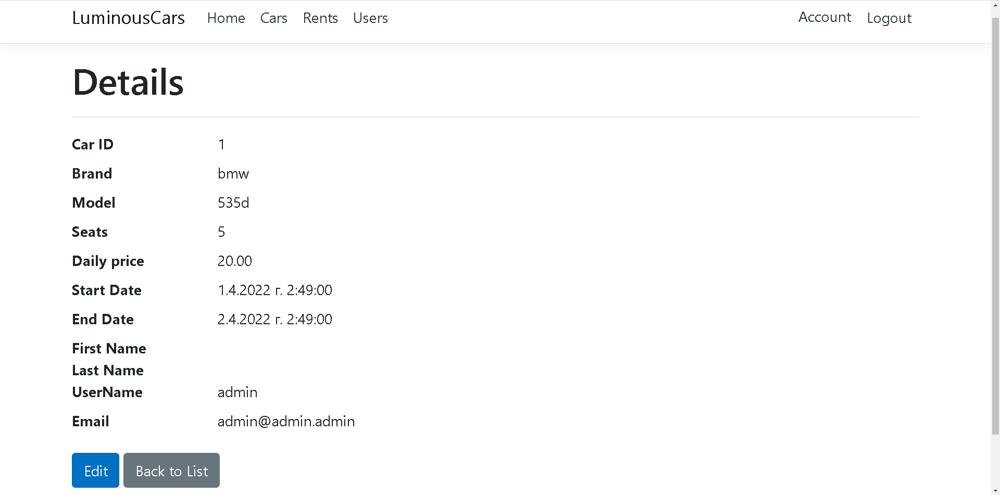 LuminousCars Home Cars Rents Users Account Logout
Details
Car ID 1
Brand bmw
Model 535d
Seats 5
Daily price 20.00
Start Date 1.4.2022 г. 2:49:00
End Date 2.4.2022 г. 2:49:00
First Name
Last Name
UserName admin
Email admin@admin.admin
Edit Back to List